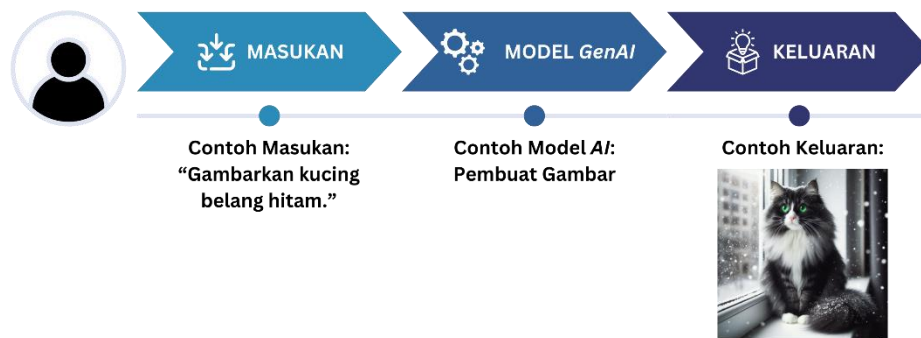 MASUKAN
MODEL GenAI
KELUARAN
Contoh Masukan:
“Gambarkan kucing
belang hitam.”
Contoh Model AI:
Pembuat Gambar
Contoh Keluaran: